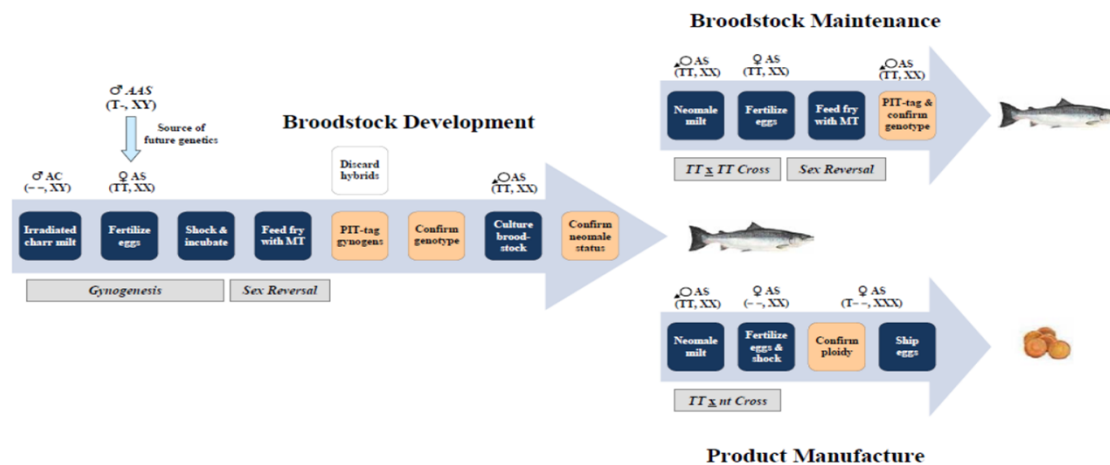 Broodstock Development
♂ AAS
(T-, XY)
Source of
future genetics
♂ AC
(- -, XY)
♀ AS
(TT, XX)
Discard
hybrids
AS
(TT, XX)
Irradiated
charr milt
Fertilize
eggs
Shock &
incubate
Feed fry
with MT
PIT-tag
gynogens
Confirm
genotype
Culture
brood-
stock
Confirm
neomale
status
Gynogenesis
Sex Reversal
Broodstock Maintenance
AS
(TT, XX)
♀ AS
(TT, XX)
AS
(TT, XX)
Neomale
milt
Fertilize
eggs
Feed fry
with MT
PIT-tag &
confirm
genotype
TT x TT Cross
Sex Reversal
AS
(TT, XX)
♀ AS
(- -, XX)
♀ AS
(T- -, XXX)
Neomale
milt
Fertilize
eggs &
shock
Confirm
ploidy
Ship
eggs
TT x nt Cross
Product Manufacture